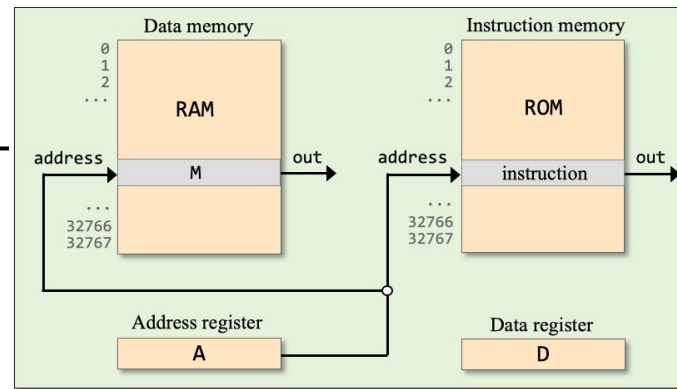 Data memory
0
1
2
...
RAM
address
M
out
...
32766
32767
Instruction memory
0
1
2
...
ROM
address
instruction
out
...
32766
32767
Address register
A
Data register
D